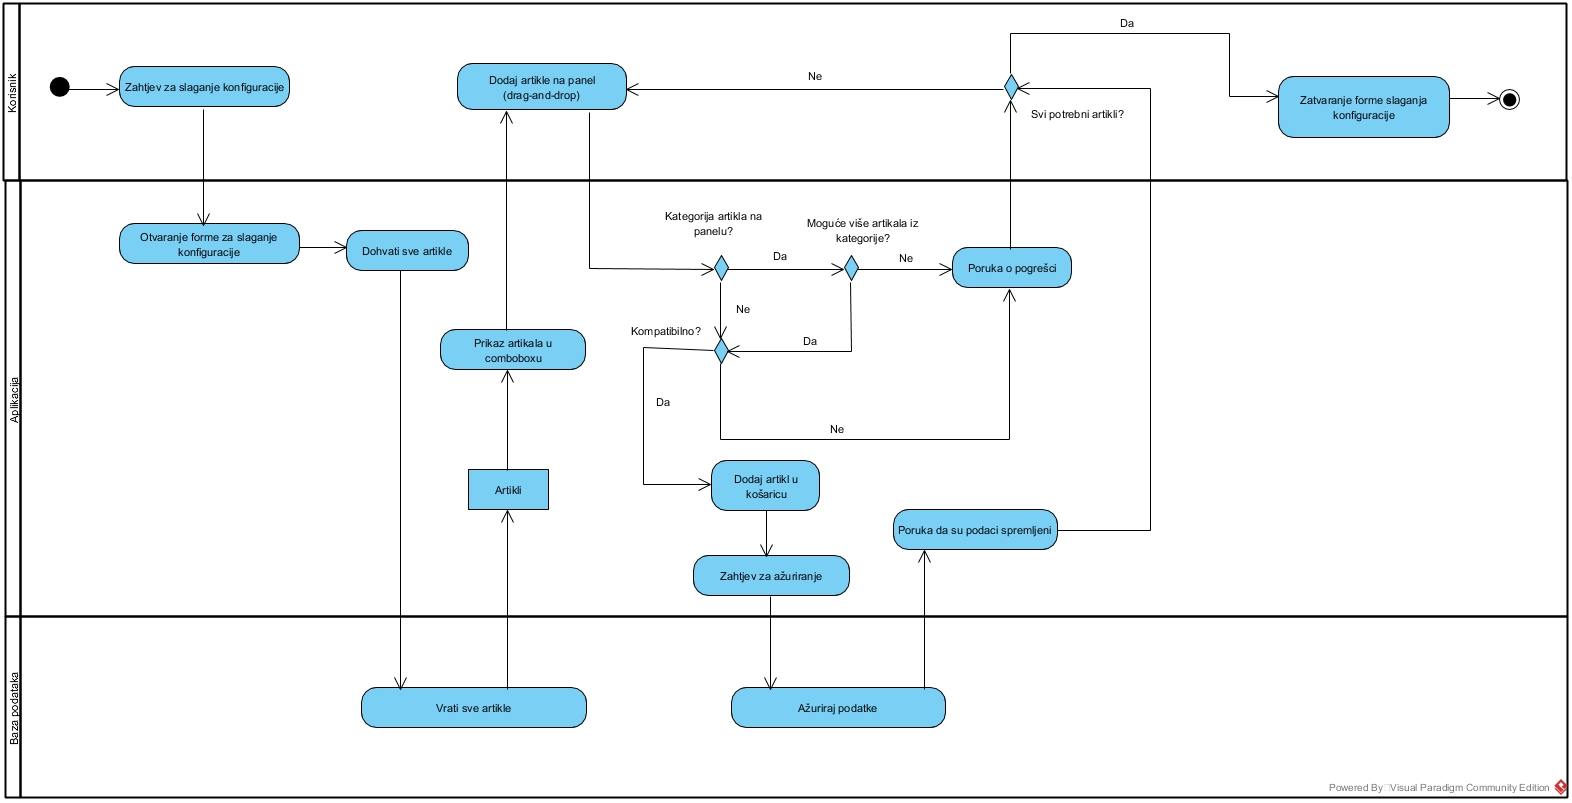 Korisnik
Zahtjev za slaganje konfiguracije
Dodaj artikle na panel
(drag-and-drop)
Ne
Da
Svi potrebni artikli?
Zatvaranje forme slaganja
konfiguracije
Aplikacija
Otvaranje forme za slaganje
konfiguracije
Dohvati sve artikle
Kategorija artikla na
panelu?
Da
Moguće više artikala iz
kategorije?
Ne
Poruka o pogrešci
Ne
Kompatibilno?
Da
Prikaz artikala u
comboboxu
Da
Ne
Artikli
Dodaj artikl u
košaricu
Poruka da su podaci spremljeni
Zahtjev za ažuriranje
Baza podataka
Vrati sve artikle
Ažuriraj podatke
Powered By Visual Paradigm Community Edition